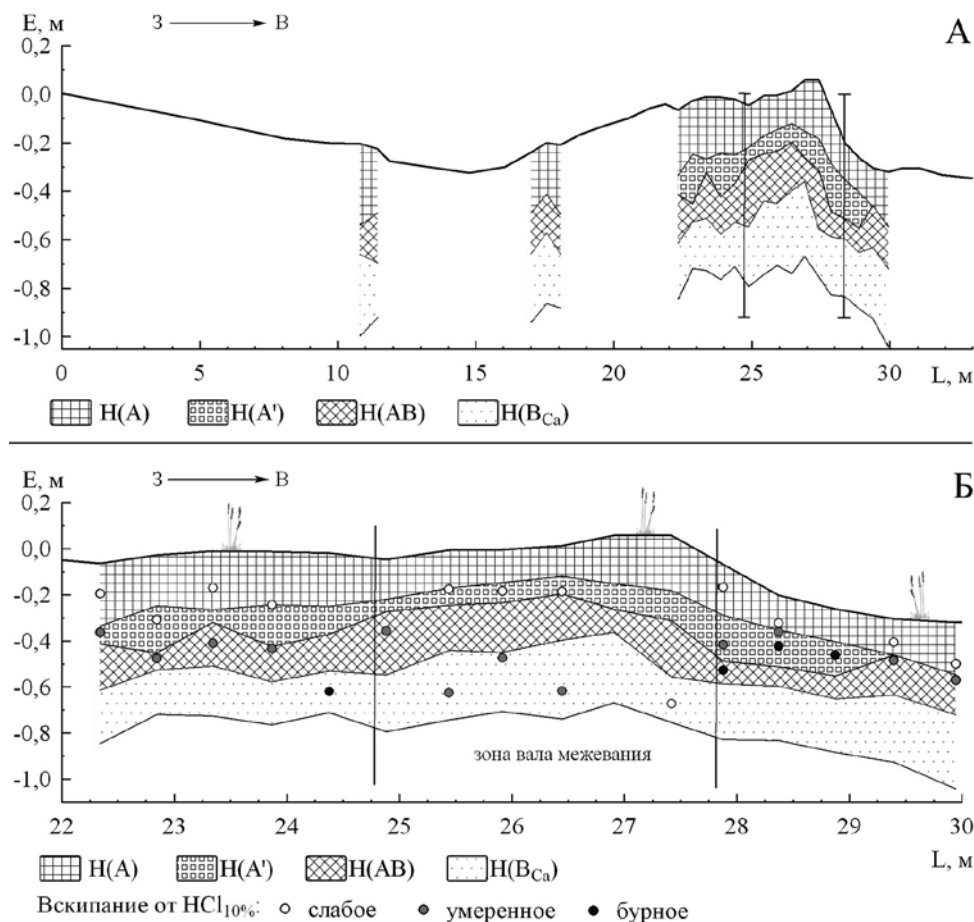 Е, м
З В
А
0,2
0,0
-0,2
-0,4
-0,6
-0,8
-1,0
0 5 10 15 20 25 30
L, м
H(A) H(A') H(AB) H(BCa)
Е, м
З В
Б
0,2
0,0
-0,2
-0,4
-0,6
-0,8
-1,0
зона вала межевания
22 23 24 25 26 27 28 29 30
L, м
H(A) H(A') H(AB) H(BCa)
Вскипание от HCl10%: слабое умеренное бурное